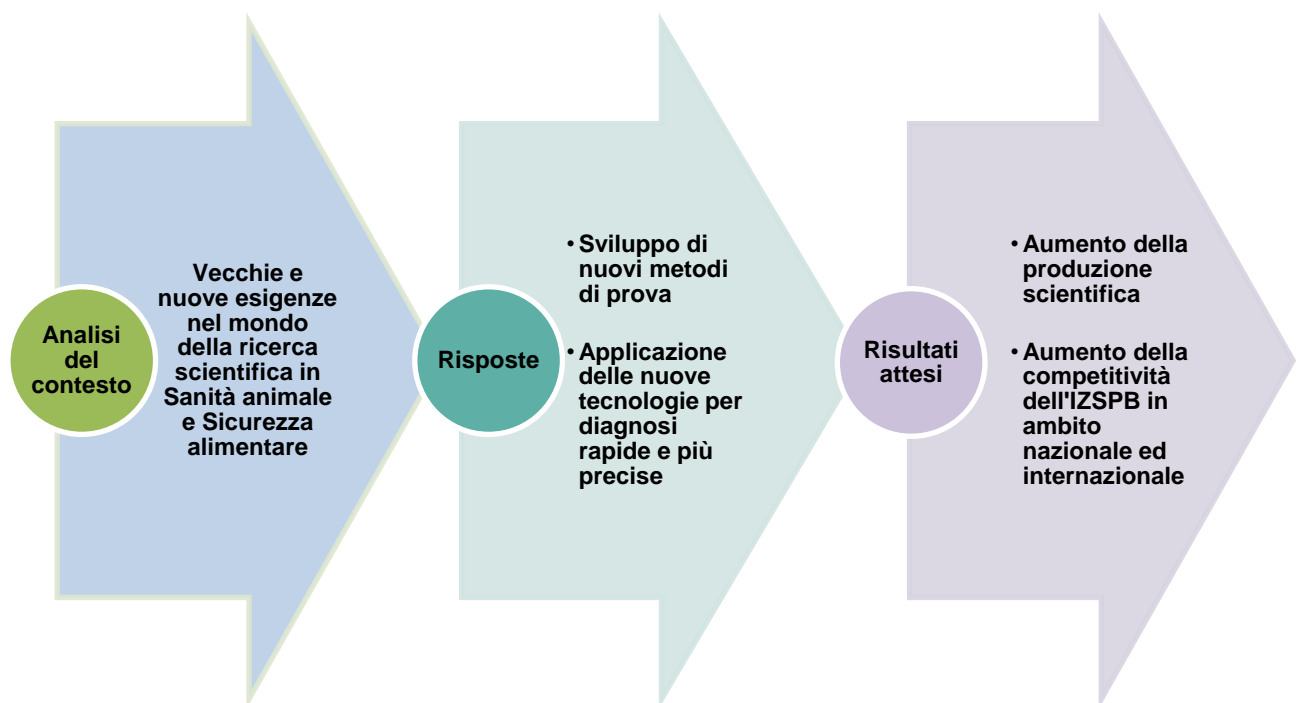 Analisi
del
contesto
Vecchie e
nuove esigenze
nel mondo
della ricerca
scientifica in
Sanità animale
e Sicurezza
alimentare
Risposte
• Sviluppo di
nuovi metodi
di prova
• Applicazione
delle nuove
tecnologie per
diagnosi
rapide e più
precise
Risultati
attesi
• Aumento della
produzione
scientifica
• Aumento della
competitività
dell'IZSPB in
ambito
nazionale ed
internazionale